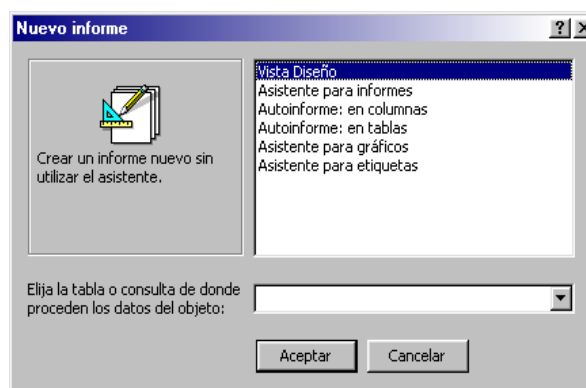 Nuevo informe
Vista Diseño
Asistente para informes
Autoinforme: en columnas
Autoinforme: en tablas
Asistente para gráficos
Asistente para etiquetas
Crear un informe nuevo sin
utilizar el asistente.
Elija la tabla o consulta de donde
proceden los datos del objeto:
Aceptar
Cancelar